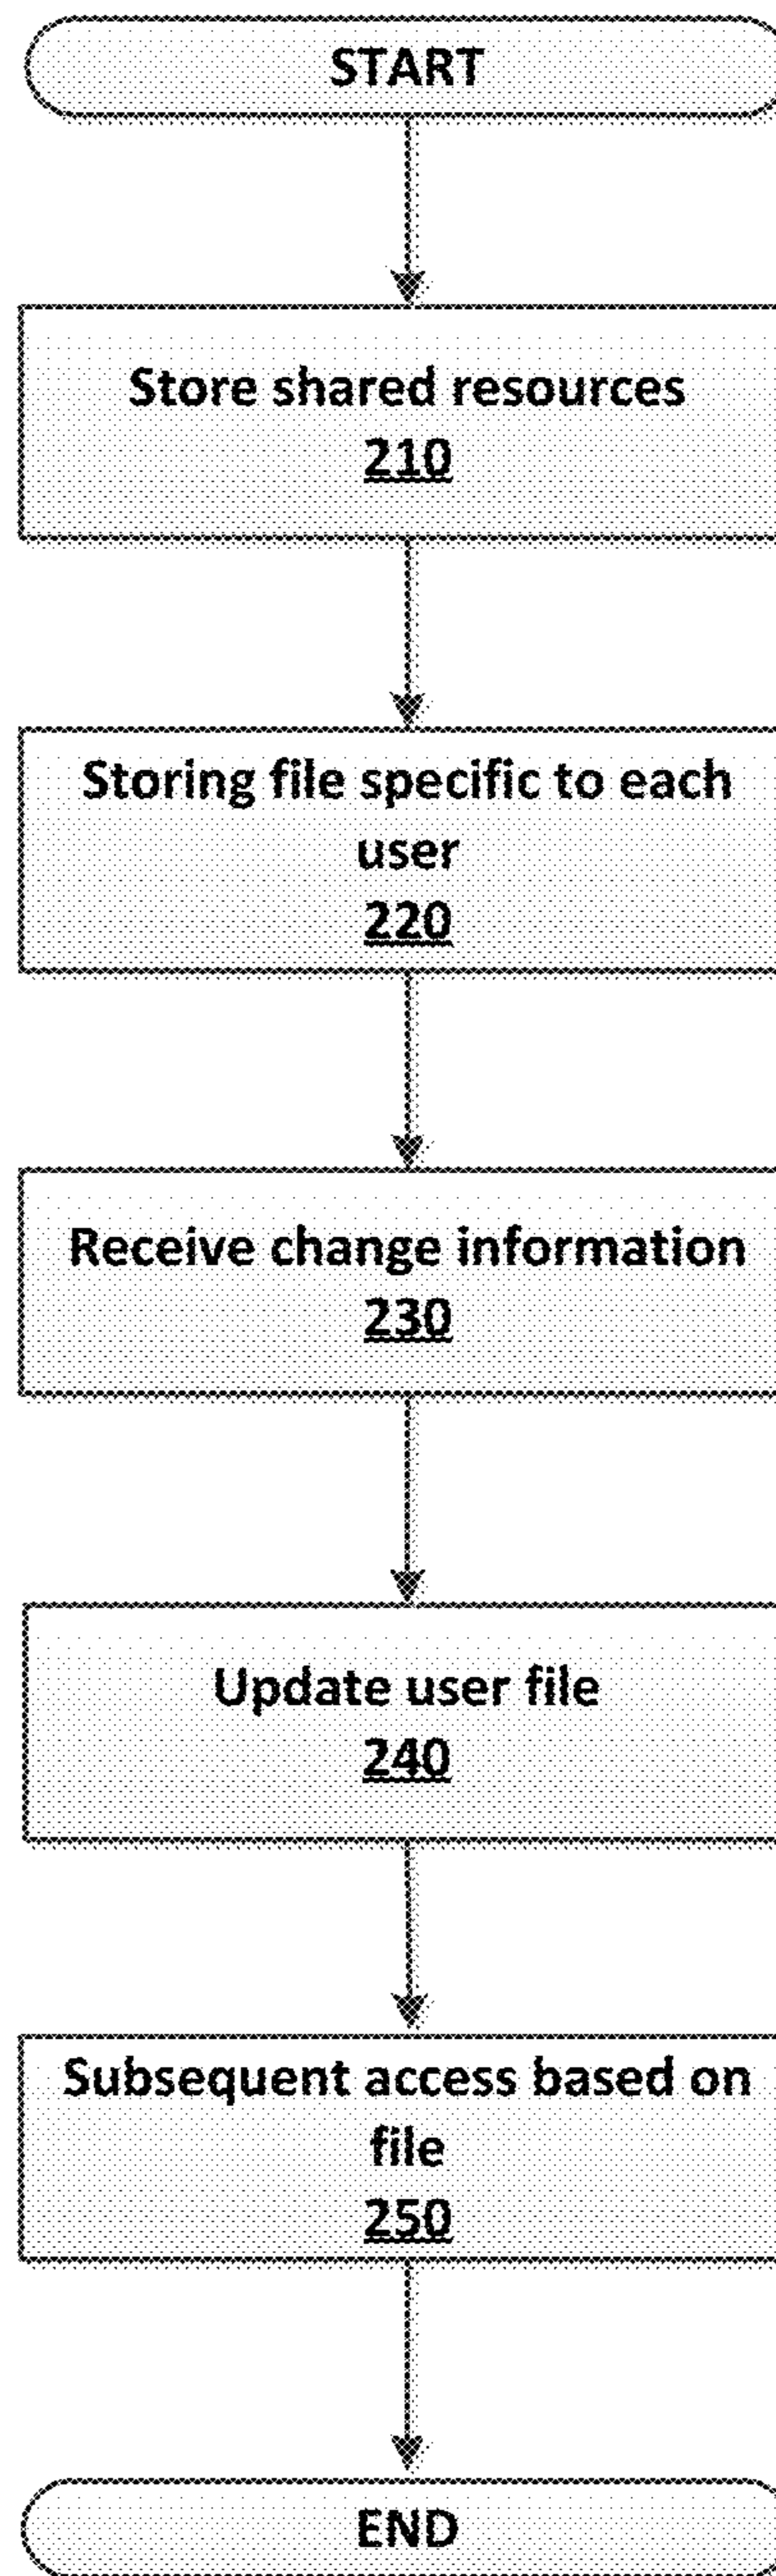 START
Store shared resources
210
Storing file specific to each
user
220
Receive change information
230
Update user file
240
Subsequent access based on
file
250
END